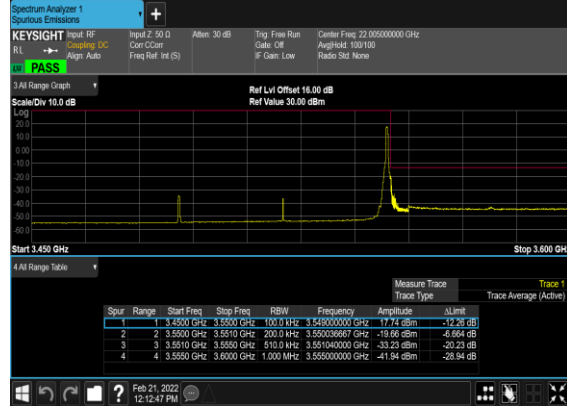 Spectrum Analyzer 1
Spurious Emissions
+
KEYSIGHT Input: RF Input Z: 50 Ω Atten: 30 dB Trig: Free Run Center Freq: 22.005000000 GHz
RL Coupling: DC Corr CCorr Gate: Off Avg|Hold: 100/100
Align: Auto Freq Ref: Int (S) IF Gain: Low Radio Std: None
PASS
3 All Range Graph
Ref Lvl Offset 16.00 dB
Scale/Div 10.0 dB Ref Value 30.00 dBm
Log
20.0
10.0
0.00
-10.0
-20.0
-30.0
-40.0
-50.0
-60.0
Start 3.450 GHz Stop 3.600 GHz
4 All Range Table
Measure Trace Trace 1
Trace Type Trace Average (Active)
Spur Range Start Freq Stop Freq RBW Frequency Amplitude ΔLimit
1 1 3.4500 GHz 3.5500 GHz 100.0 kHz 3.549000000 GHz 17.74 dBm -12.26 dB
2 2 3.5500 GHz 3.5510 GHz 200.0 kHz 3.550036667 GHz -19.66 dBm -6.664 dB
3 3 3.5510 GHz 3.5550 GHz 510.0 kHz 3.551040000 GHz -33.23 dBm -20.23 dB
4 4 3.5550 GHz 3.6000 GHz 1.000 MHz 3.555000000 GHz -41.94 dBm -28.94 dB
? Feb 21, 2022
12:12:47 PM